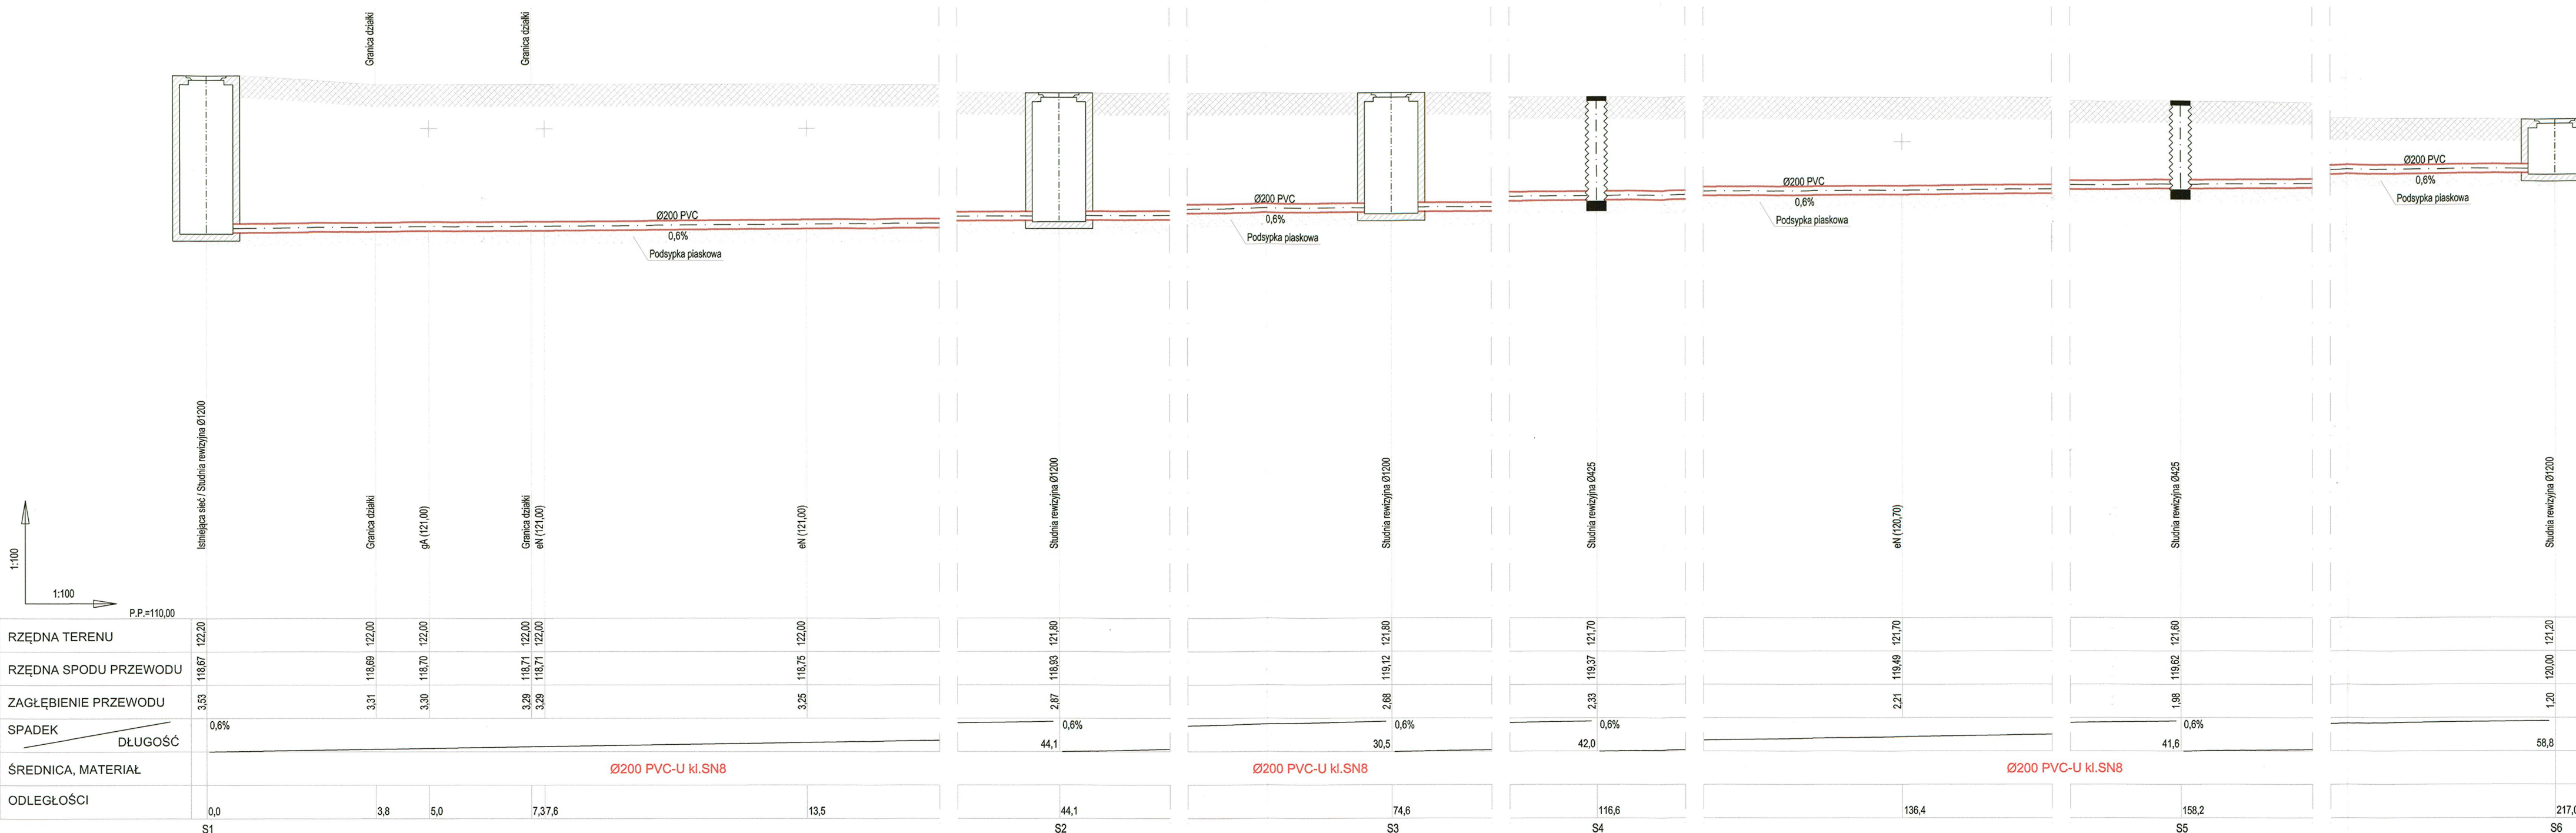 Granica działki
Granica działki
Ø200 PVC
0,6%
Podsypka piaskowa
Ø200 PVC
0,6%
Podsypka piaskowa
Ø200 PVC
0,6%
Podsypka piaskowa
Ø200 PVC
0,6%
Podsypka piaskowa
Istniejąca sieć / Studnia rewizyjna Ø1200
Granica działki
gA (121,00)
Granica działki
eN (121,00)
eN (121,00)
Studnia rewizyjna Ø1200
Studnia rewizyjna Ø1200
Studnia rewizyjna Ø425
eN (120,70)
Studnia rewizyjna Ø425
Studnia rewizyjna Ø1200
1:100
1:100
P.P.=110,00
RZĘDNA TERENU 122,20 122,00 122,00 122,00 122,00 122,00 121,80 121,80 121,70 121,70 121,60 121,20
RZĘDNA SPODU PRZEWODU 118,67 118,69 118,70 118,71 118,71 118,75 118,93 119,12 119,37 119,49 119,62 120,00
ZAGŁĘBIENIE PRZEWODU 3,53 3,31 3,30 3,29 3,29 3,25 2,87 2,68 2,33 2,21 1,98 1,20
SPADEK 0,6% 0,6% 0,6% 0,6% 0,6%
DŁUGOŚĆ 44,1 30,5 42,0 41,6 58,8
ŚREDNICA, MATERIAŁ Ø200 PVC-U kl.SN8 Ø200 PVC-U kl.SN8 Ø200 PVC-U kl.SN8
ODLEGŁOŚCI 0,0 3,8 5,0 7,3 7,6 13,5 44,1 74,6 116,6 136,4 158,2 217,0
S1 S2 S3 S4 S5 S6